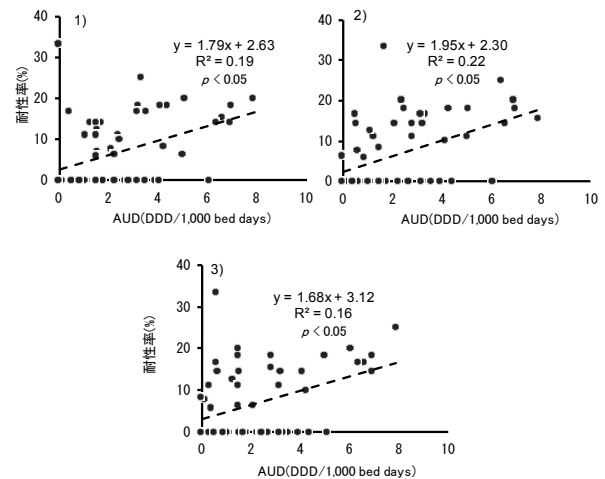 1)
耐性率(%)
40
30
20
10
0
y = 1.79x + 2.63
R² = 0.19
p < 0.05
0 2 4 6 8 10
AUD(DDD/1,000 bed days)
2)
40
30
20
10
0
y = 1.95x + 2.30
R² = 0.22
p < 0.05
0 2 4 6 8 10
AUD(DDD/1,000 bed days)
3)
耐性率(%)
40
30
20
10
0
y = 1.68x + 3.12
R² = 0.16
p < 0.05
0 2 4 6 8 10
AUD(DDD/1,000 bed days)